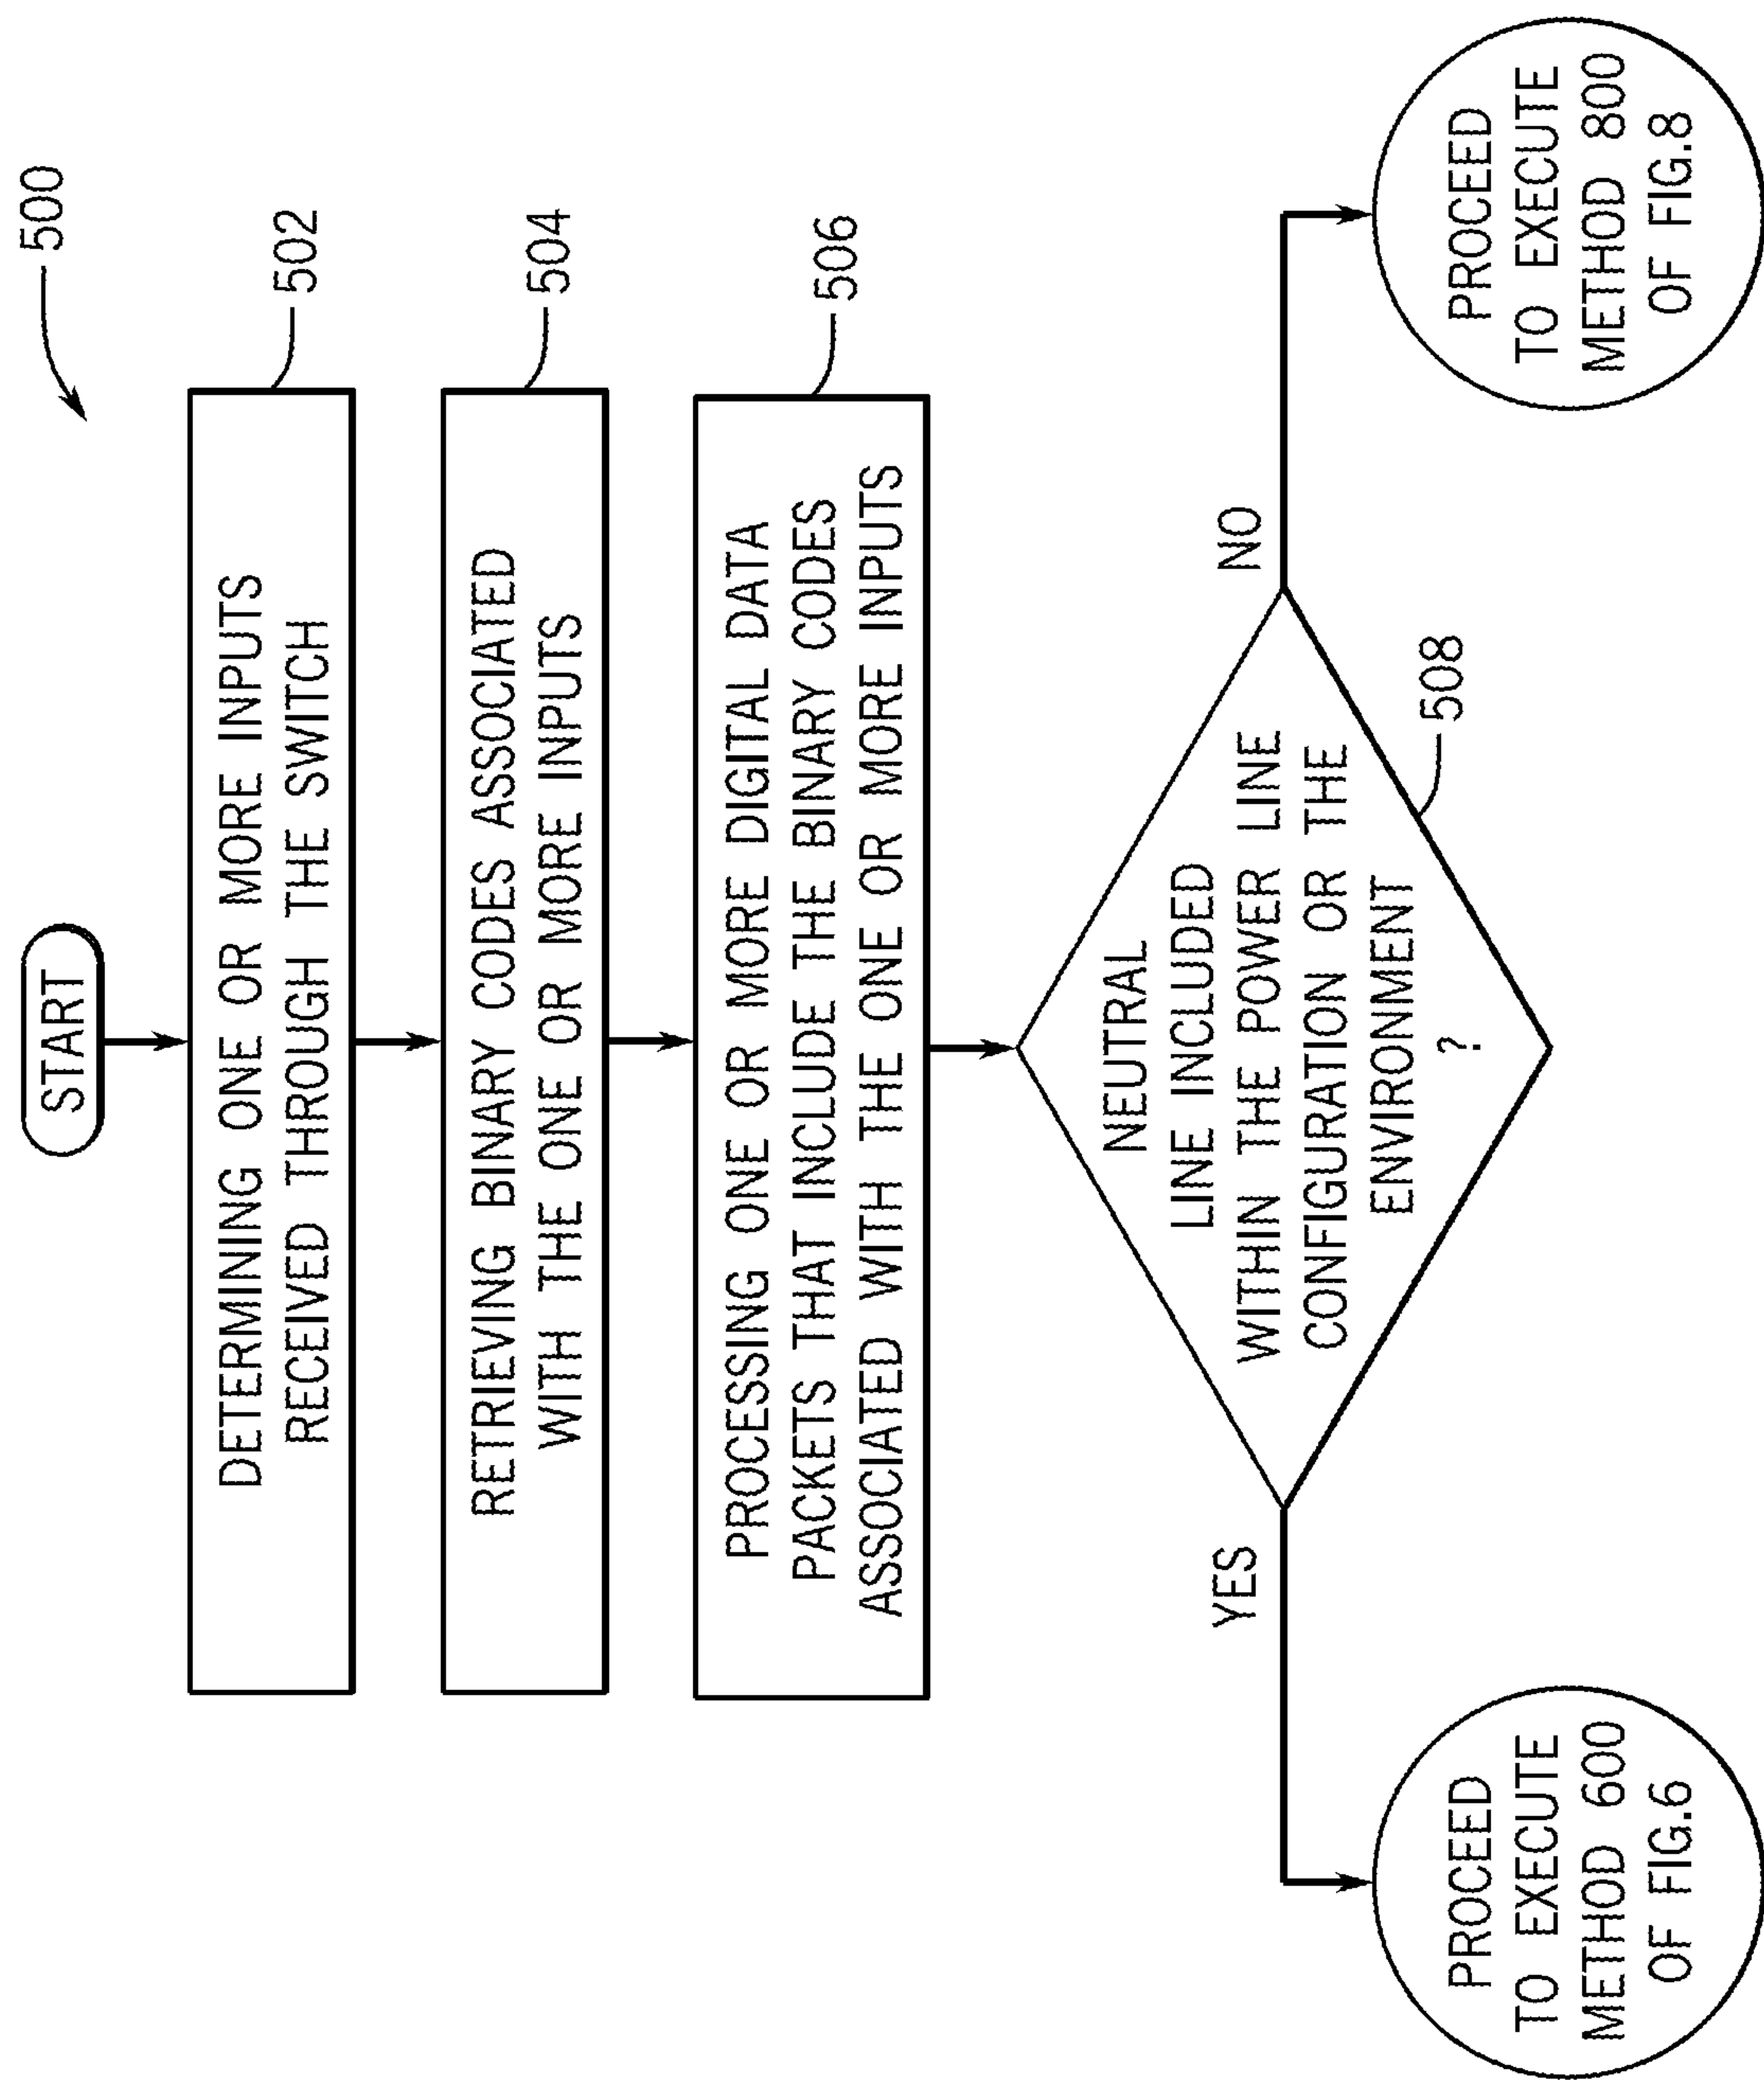 500
START
DETERMINING ONE OR MORE INPUTS
RECEIVED THROUGH THE SWITCH
502
RETRIEVING BINARY CODES ASSOCIATED
WITH THE ONE OR MORE INPUTS
504
PROCESSING ONE OR MORE DIGITAL DATA
PACKETS THAT INCLUDE THE BINARY CODES
ASSOCIATED WITH THE ONE OR MORE INPUTS
506
NEUTRAL
LINE INCLUDED
WITHIN THE POWER LINE
CONFIGURATION OR THE
ENVIRONMENT
?
508
YES
NO
PROCEED
TO EXECUTE
METHOD 600
OF FIG.6
PROCEED
TO EXECUTE
METHOD 800
OF FIG.8